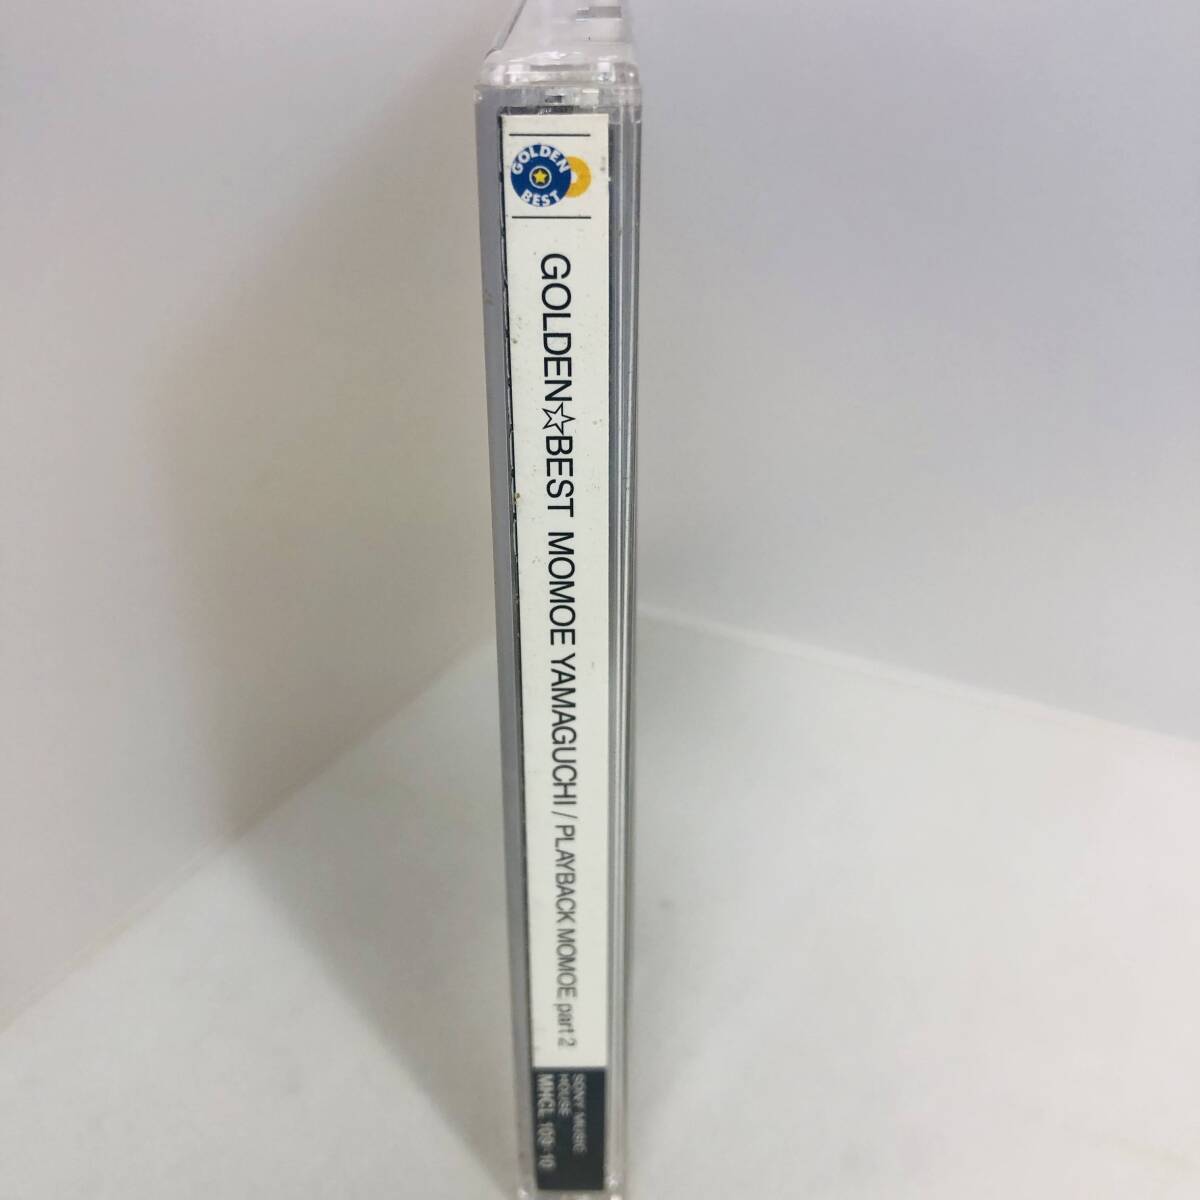 GOLDEN
BEST
GOLDEN☆BEST MOMOE YAMAGUCHI / PLAYBACK MOMOE part 2
SONY MUSIC
HOUSE
MHCL 109-10